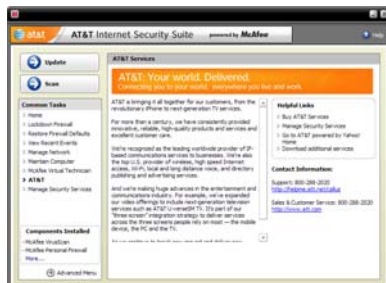 at&t
AT&T Internet Security Suite
powered by McAfee
Help
Update
Scan
Common Tasks
Home
Lockdown Firewall
Restore Firewall Defaults
View Recent Events
Manage Network
Maintain Computer
McAfee Virtual Technician
AT&T
Manage Security Services
Components Installed
McAfee VirusScan
McAfee Personal Firewall
More...
Advanced Menu
AT&T Services
AT&T: Your world. Delivered.
Connecting you to your world, everywhere you live and work.
AT&T is bringing it all together for our customers, from the
revolutionary iPhone to next-generation TV services.
For more than a century, we have consistently provided
innovative, reliable, high-quality products and services and
excellent customer care.
We're recognized as the leading worldwide provider of IP-
based communications services to businesses. We're also
the top U.S. provider of wireless, high speed Internet
access, Wi-Fi, local and long distance voice, and directory
publishing and advertising services.
And we're making huge advances in the entertainment and
communications industry. For example, we've expanded
our video offerings to include next-generation television
services such as AT&T U-verseSM TV. It's part of our
"three-screen" integration strategy to deliver services
across the three screens people rely on most — the mobile
device, the PC and the TV.
Helpful Links
Buy AT&T Services
Manage Security Services
Go to AT&T powered by Yahoo!
Home
Download additional services
Contact Information:
Support: 800-288-2020
http://helpme.att.net/callus
Sales & Customer Service: 800-288-2020
http://www.att.com